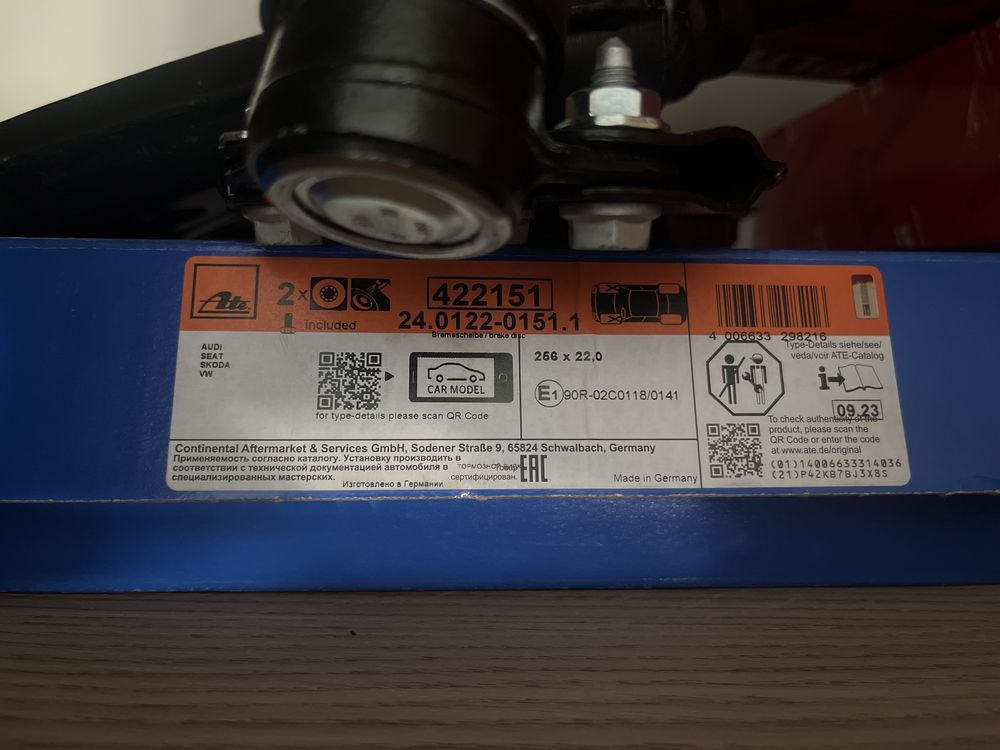 Ate
2x
included
422151
24.0122-0151.1
Bremsscheibe / brake disc
4 006633 298216
AUDI
SEAT
SKODA
VW
CAR MODEL
for type-details please scan QR Code
256 x 22,0
E1 90R-02C0118/0141
Type-Details siehe/see/
veda/voir ATE-Catalog
i
09.23
To check authenticity of the
product, please scan the
QR Code or enter the code
at www.ate.de/original
(01)14006633314036
(21)P42KB78J3X8S
Continental Aftermarket & Services GmbH, Sodener Straße 9, 65824 Schwalbach, Germany
Применяемость согласно каталогу. Установку производить в
соответствии с технической документацией автомобиля в
специализированных мастерских.
Изготовлено в Германии
тормозной диск
сертифицирован.
EAC
Made in Germany